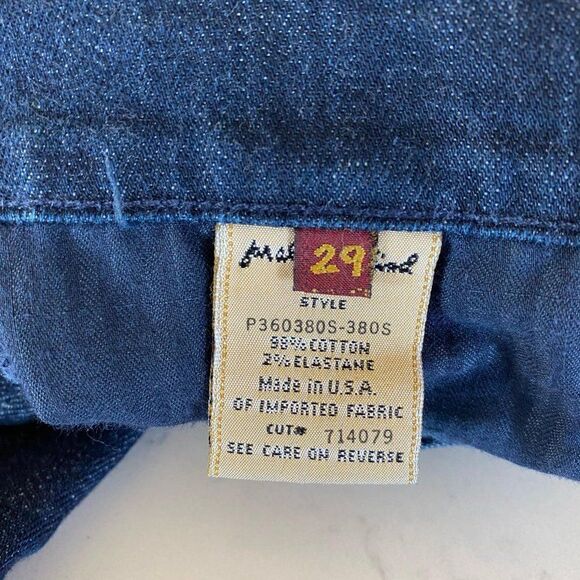 29
STYLE
P360380S-380S
98% COTTON
2% ELASTANE
Made in U.S.A.
OF IMPORTED FABRIC
CUT# 714079
SEE CARE ON REVERSE